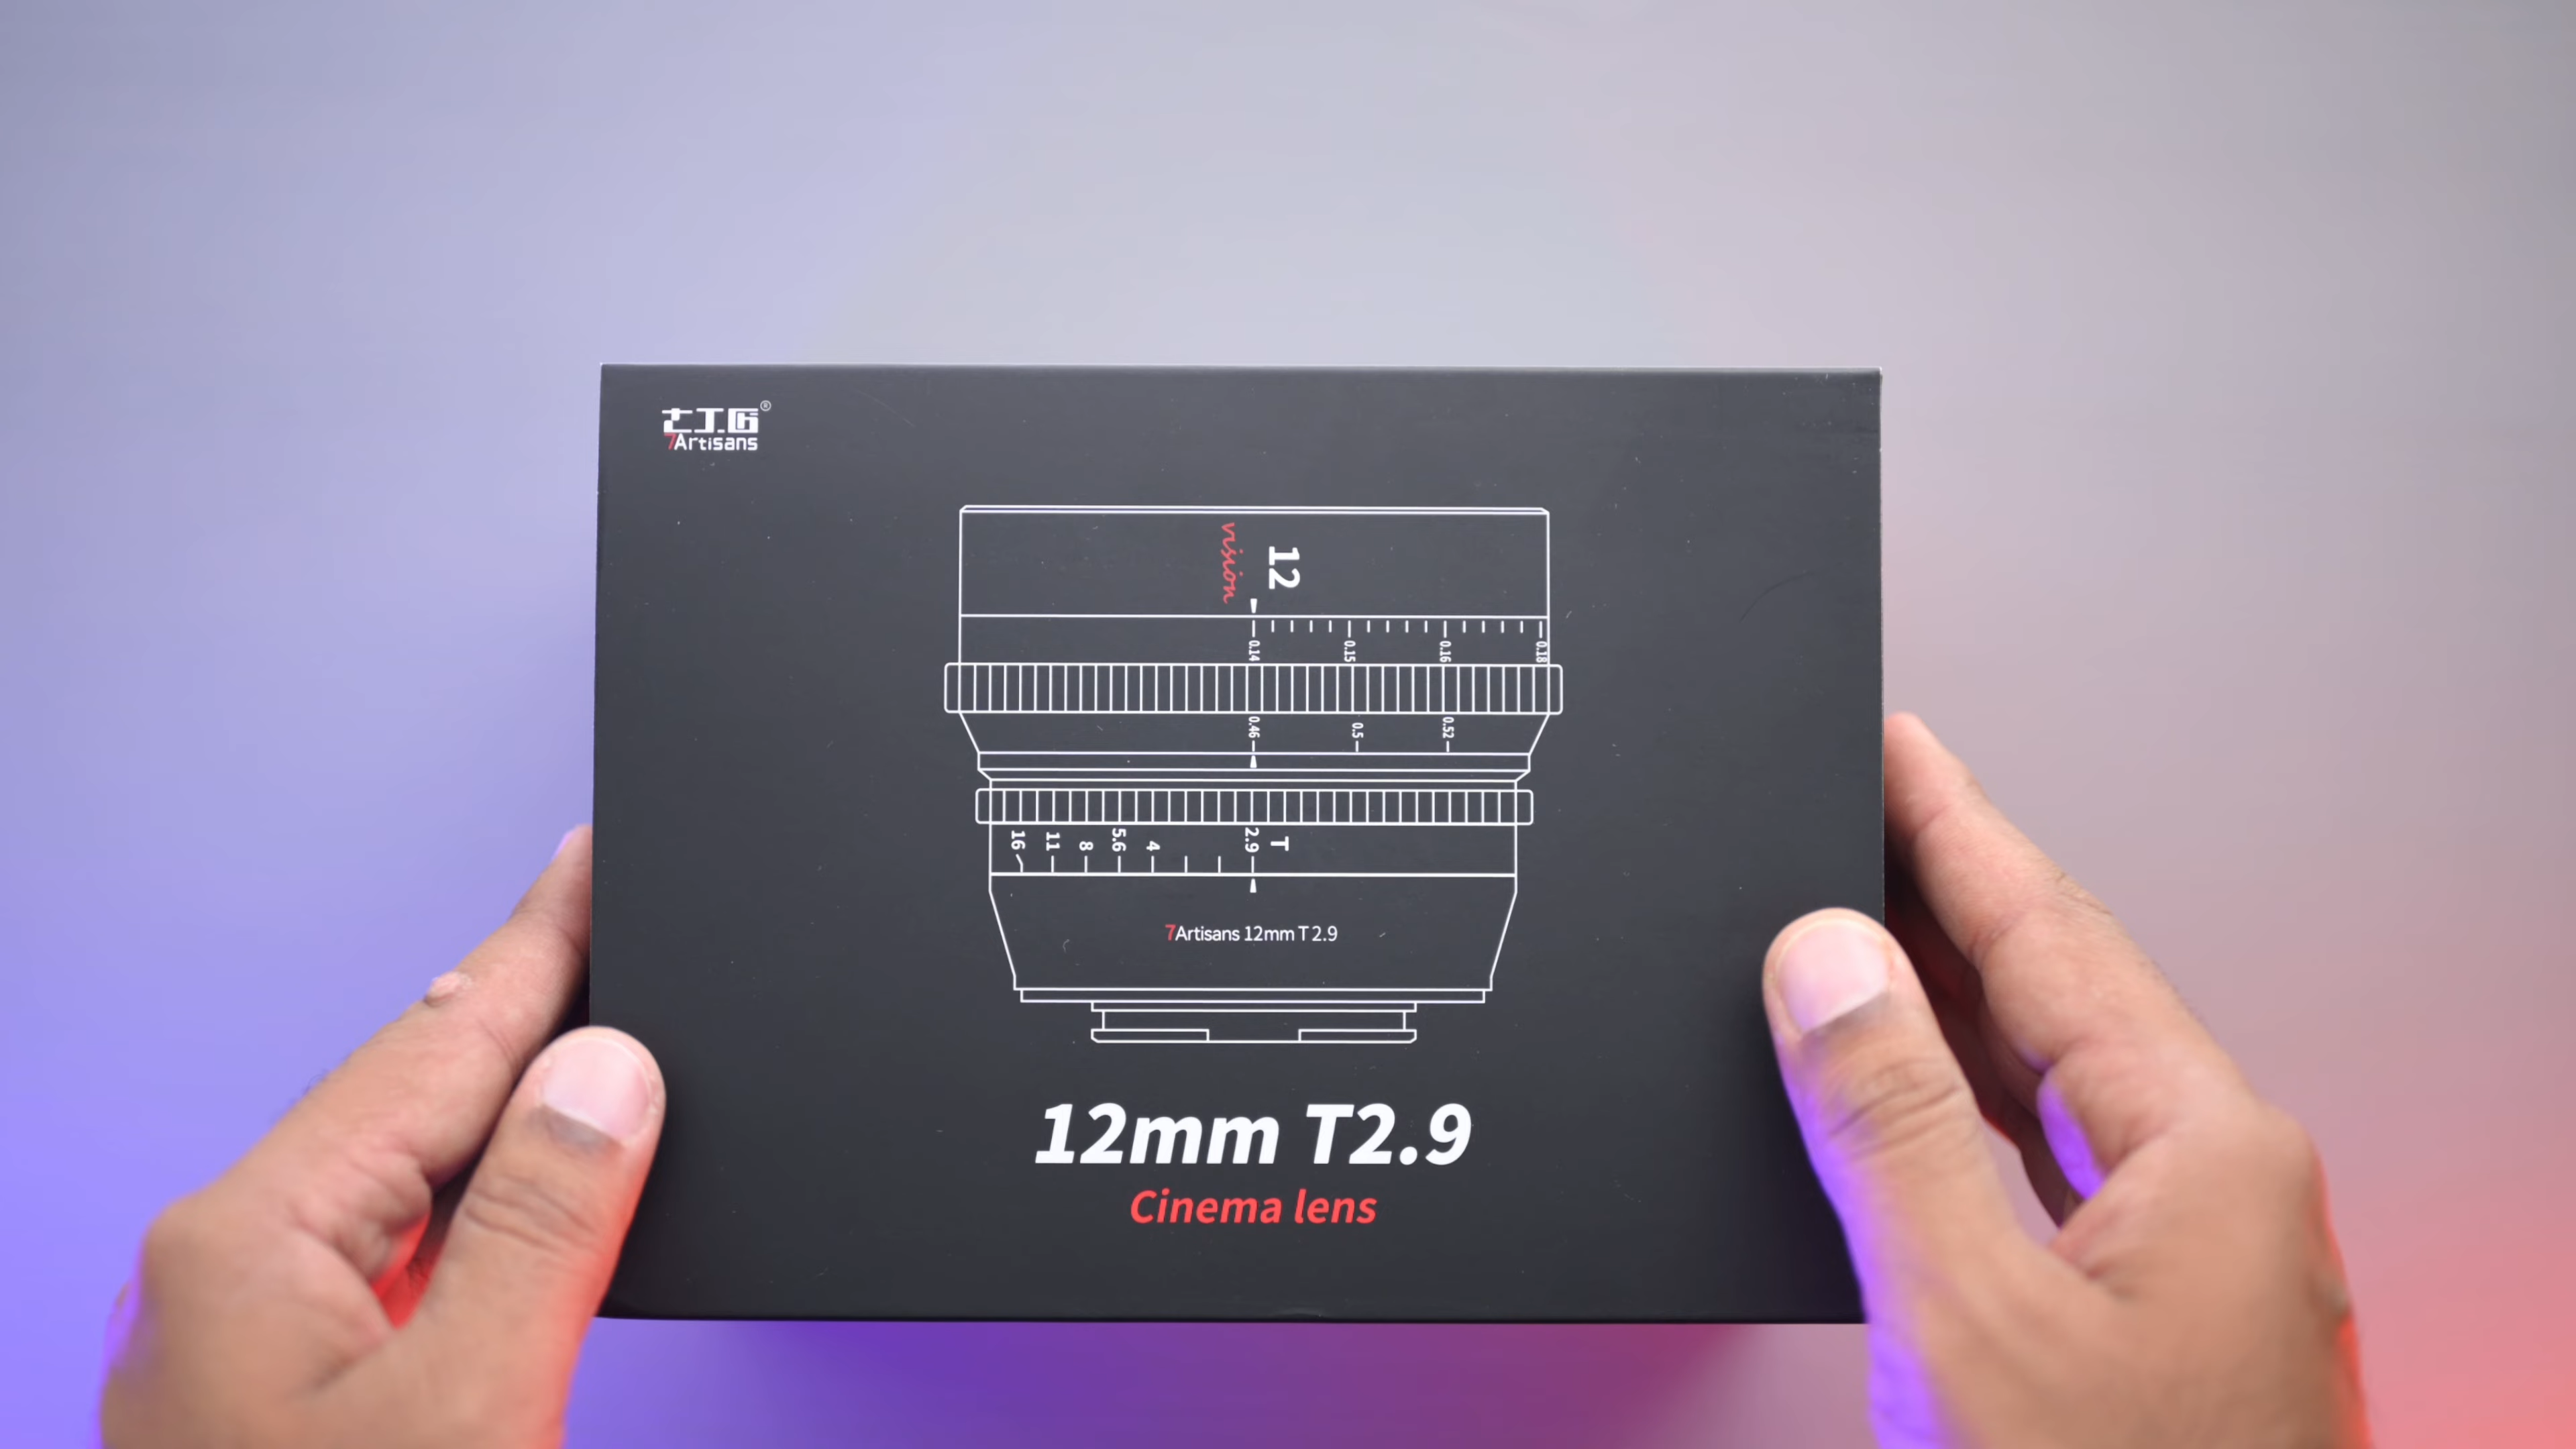 七工匠®
7Artisans
12
vision
0.14 0.15 0.16 0.18
0.46 0.5 0.52
16 11 8 5.6 4 2.9 T
7Artisans 12mm T2.9
12mm T2.9
Cinema lens